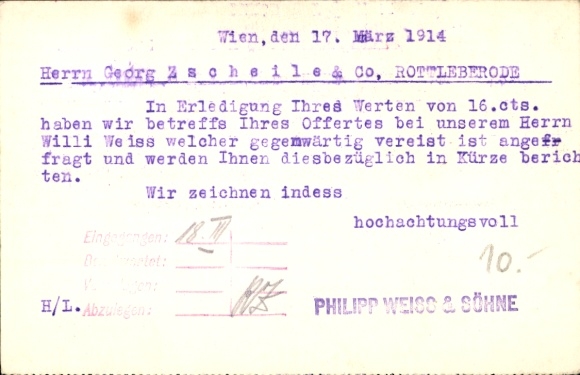 Wien,den 17. März 1914
Herrn Georg Zscheile & Co, ROTTLEBERODE
In Erledigung Ihres Werten von 16.cts.
haben wir betreffs Ihres Offertes bei unserem Herrn
Willi Weiss welcher gegenwärtig vereist ist angefr
fragt und werden Ihnen diesbezüglich in Kürze berich
ten.
Wir zeichnen indess
hochachtungsvoll
Eingegangen: 18. III
10.-
H/L. Abzulegen:
PHILIPP WEISS & SÖHNE